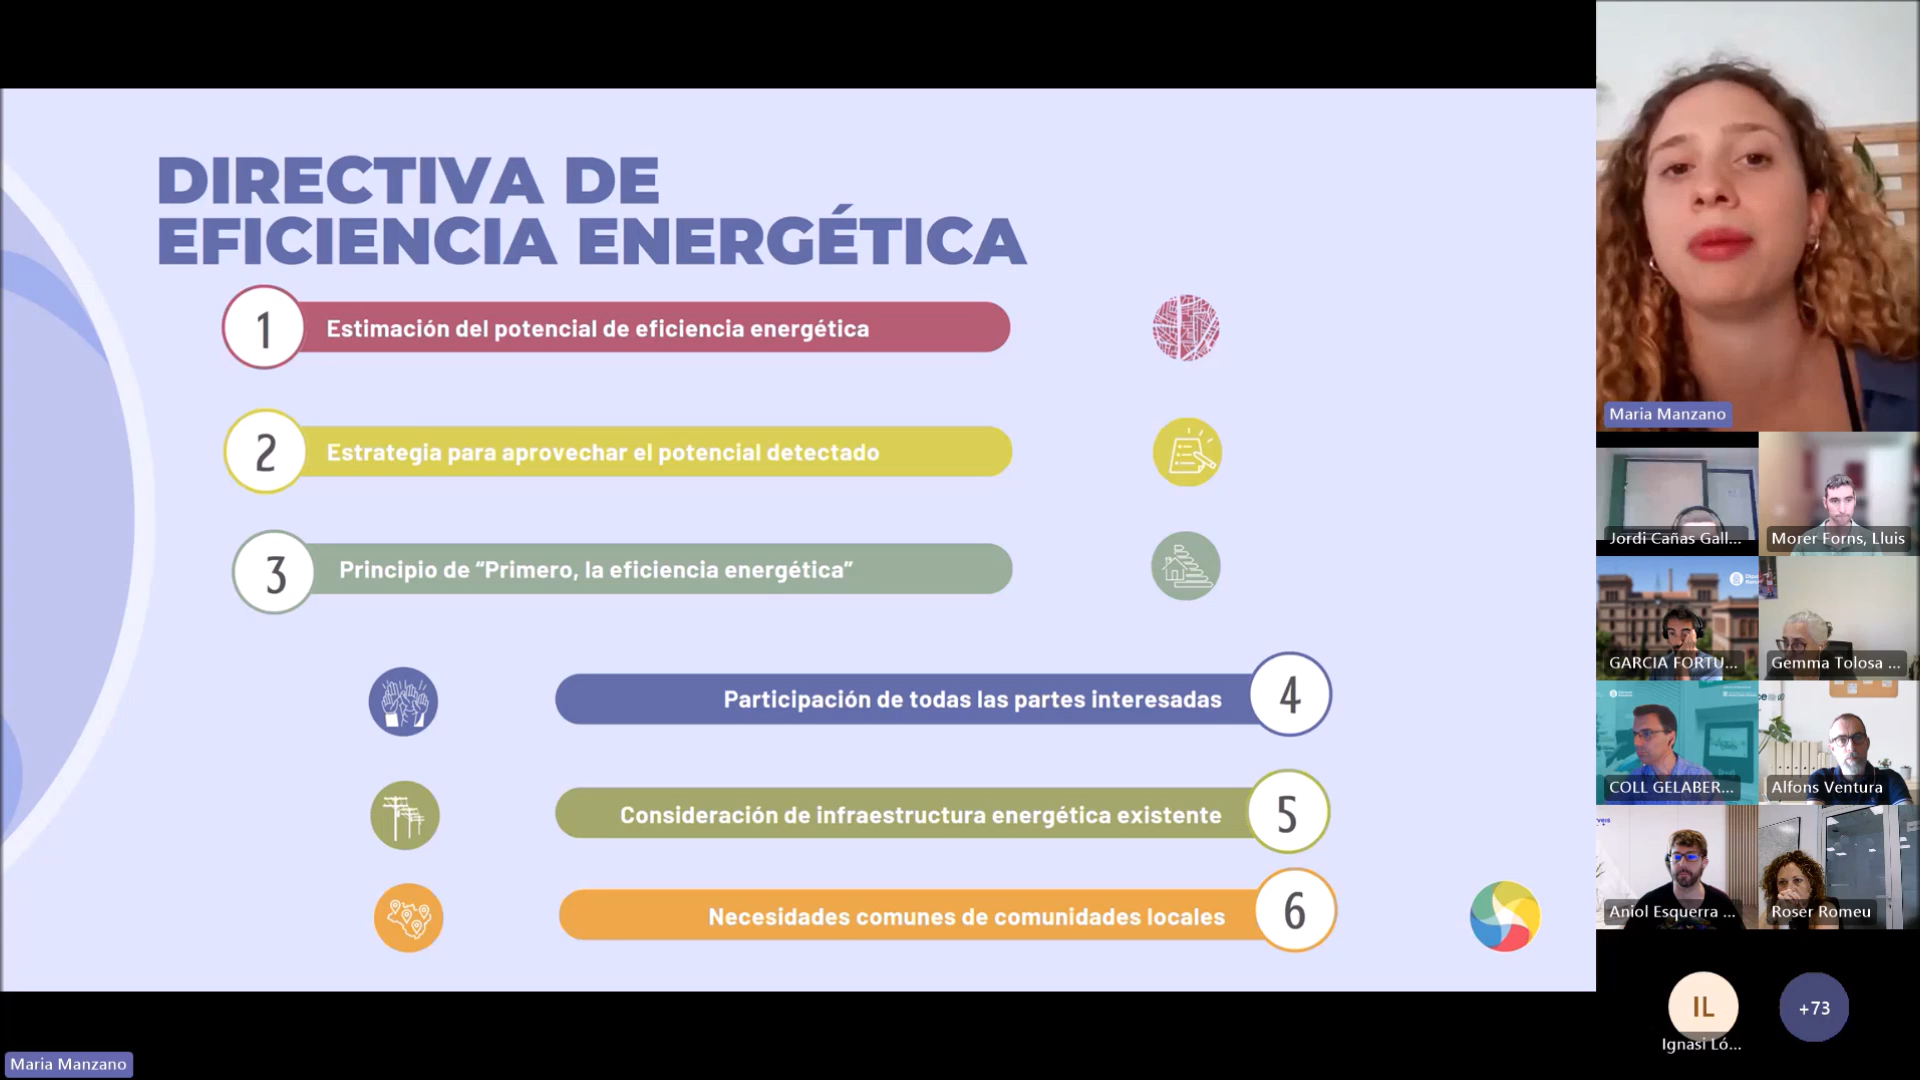 DIRECTIVA DE
EFICIENCIA ENERGÉTICA
1 Estimación del potencial de eficiencia energética
2 Estrategia para aprovechar el potencial detectado
3 Principio de “Primero, la eficiencia energética”
Participación de todas las partes interesadas 4
Consideración de infraestructura energética existente 5
Necesidades comunes de comunidades locales 6
Maria Manzano
Maria Manzano
Jordi Cañas Gall...
Morer Forns, Lluis
GARCIA FORTU...
Gemma Tolosa ...
COLL GELABER...
Alfons Ventura
Aniol Esquerra ...
Roser Romeu
IL
Ignasi Ló...
+73